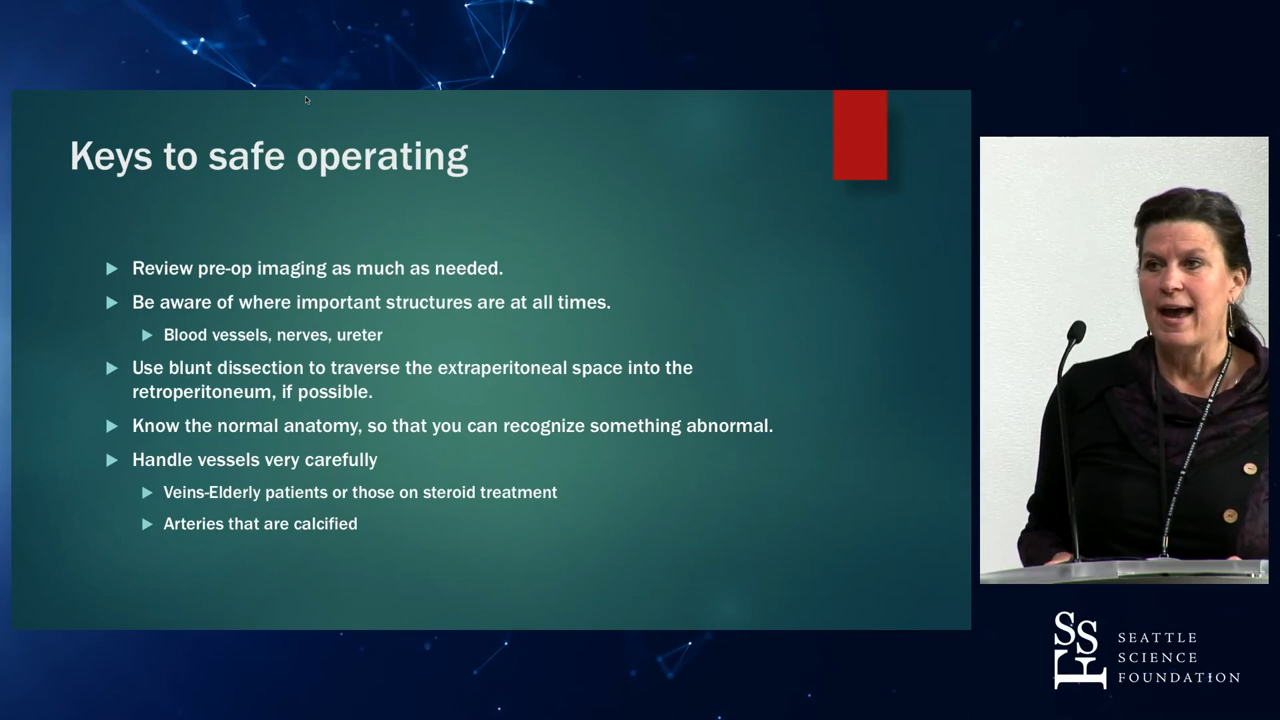 Keys to safe operating
Review pre-op imaging as much as needed.
Be aware of where important structures are at all times.
Blood vessels, nerves, ureter
Use blunt dissection to traverse the extraperitoneal space into the
retroperitoneum, if possible.
Know the normal anatomy, so that you can recognize something abnormal.
Handle vessels very carefully
Veins-Elderly patients or those on steroid treatment
Arteries that are calcified
SSF
SEATTLE
SCIENCE
FOUNDATION